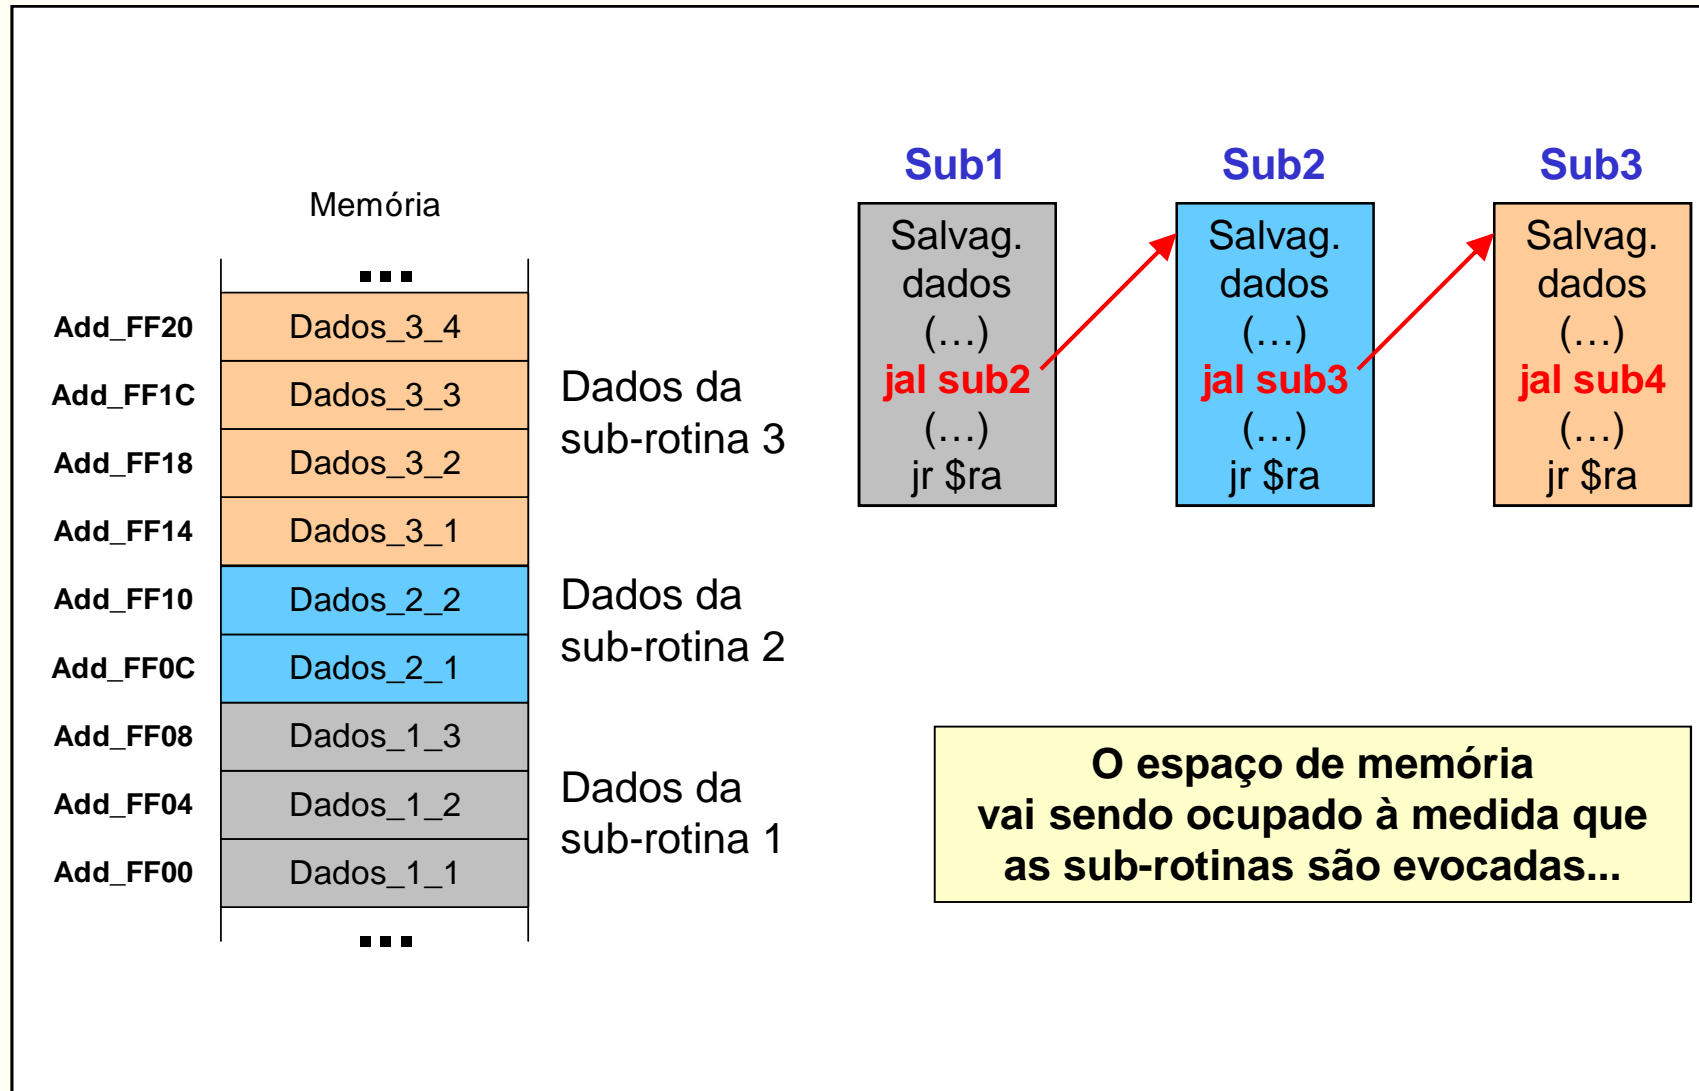 Memória
...
Add_FF20 Dados_3_4
Add_FF1C Dados_3_3
Add_FF18 Dados_3_2
Add_FF14 Dados_3_1
Add_FF10 Dados_2_2
Add_FF0C Dados_2_1
Add_FF08 Dados_1_3
Add_FF04 Dados_1_2
Add_FF00 Dados_1_1
...
Dados da
sub-rotina 3
Dados da
sub-rotina 2
Dados da
sub-rotina 1
Sub1
Salvag.
dados
(…)
jal sub2
(…)
jr $ra
Sub2
Salvag.
dados
(…)
jal sub3
(…)
jr $ra
Sub3
Salvag.
dados
(…)
jal sub4
(…)
jr $ra
O espaço de memória
vai sendo ocupado à medida que
as sub-rotinas são evocadas...